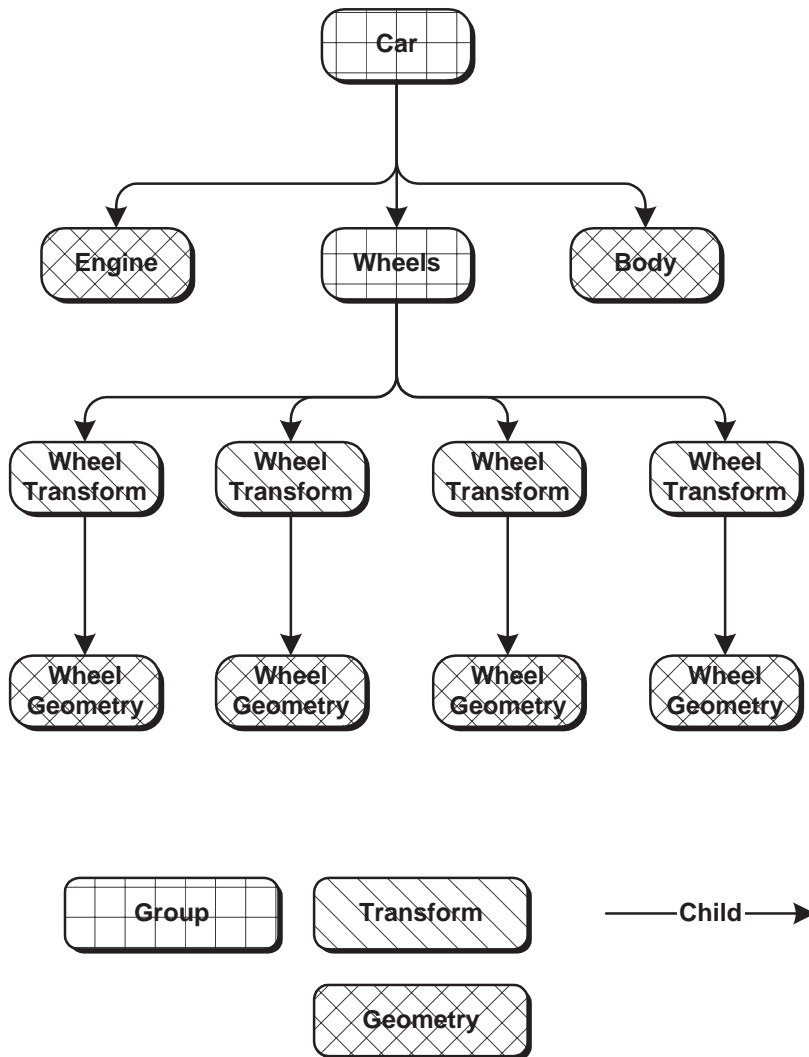 Car
Engine
Wheels
Body
Wheel
Transform
Wheel
Transform
Wheel
Transform
Wheel
Transform
Wheel
Geometry
Wheel
Geometry
Wheel
Geometry
Wheel
Geometry
Group
Transform
Child
Geometry